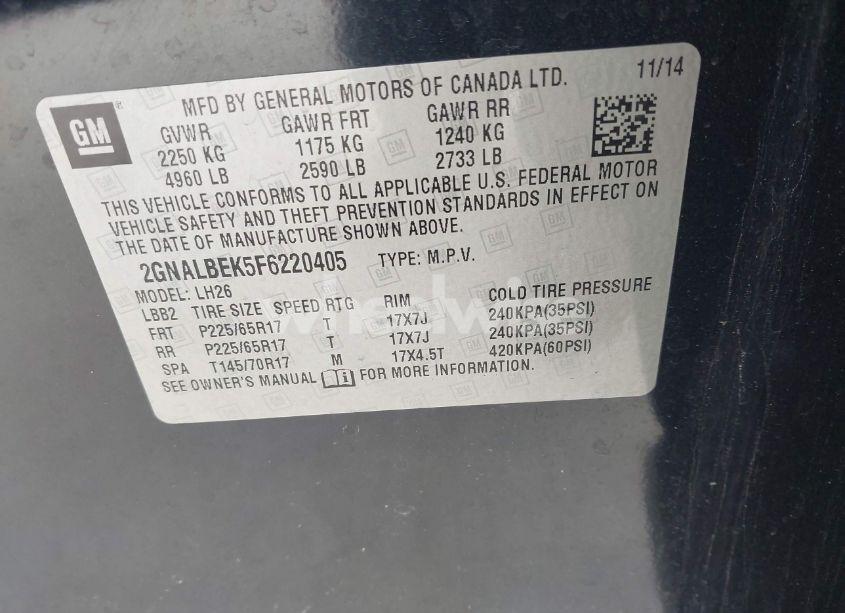 MFD BY GENERAL MOTORS OF CANADA LTD. 11/14
GM ®
GVWR GAWR FRT GAWR RR
2250 KG 1175 KG 1240 KG
4960 LB 2590 LB 2733 LB
THIS VEHICLE CONFORMS TO ALL APPLICABLE U.S. FEDERAL MOTOR
VEHICLE SAFETY AND THEFT PREVENTION STANDARDS IN EFFECT ON
THE DATE OF MANUFACTURE SHOWN ABOVE.
2GNALBEK5F6220405 TYPE: M.P.V.
MODEL: LH26
LBB2 TIRE SIZE SPEED RTG RIM COLD TIRE PRESSURE
FRT P225/65R17 T 17X7J 240KPA(35PSI)
RR P225/65R17 T 17X7J 240KPA(35PSI)
SPA T145/70R17 M 17X4.5T 420KPA(60PSI)
SEE OWNER'S MANUAL FOR MORE INFORMATION.